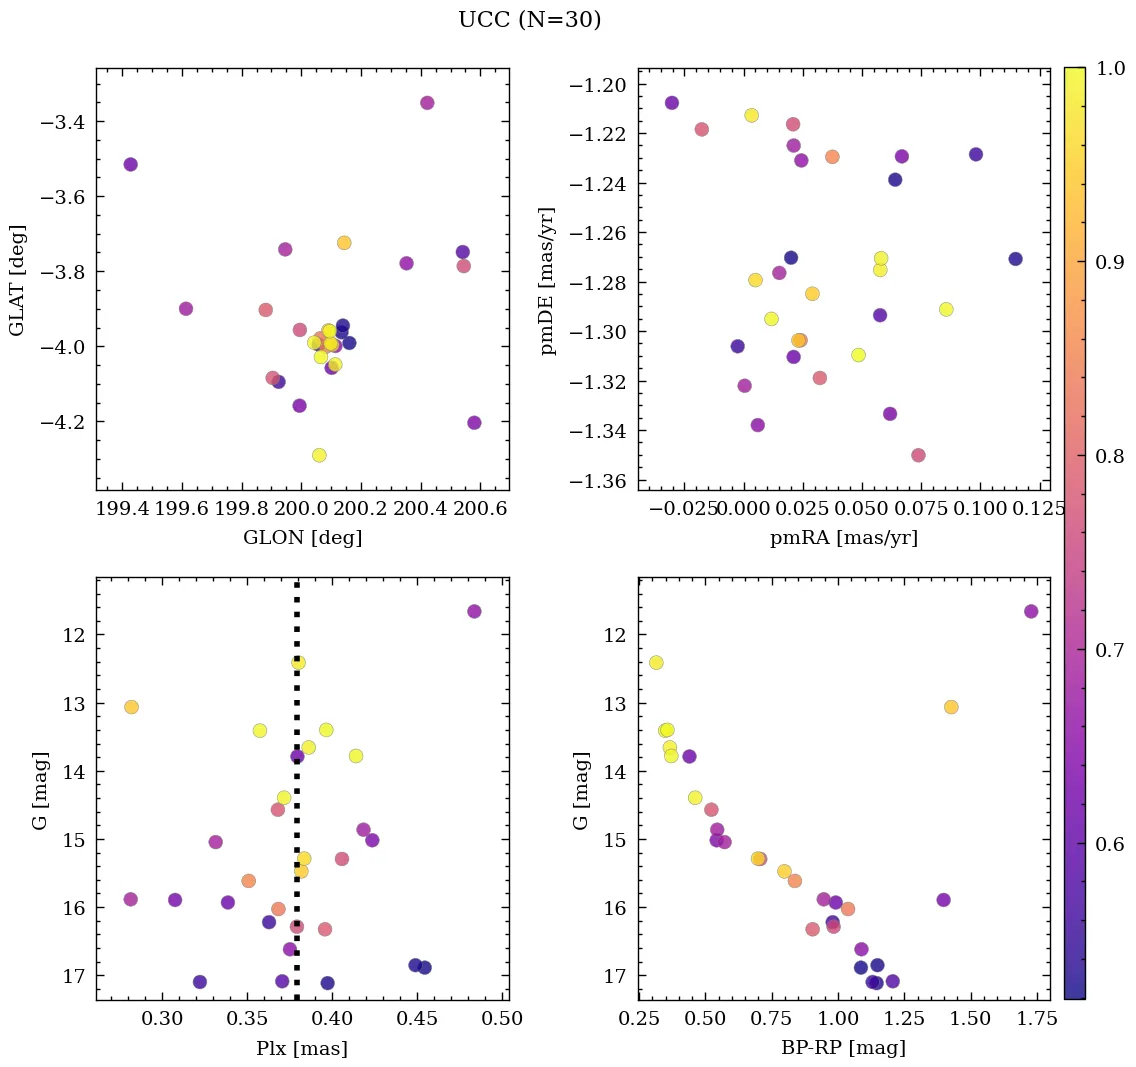 UCC (N=30)
−3.4
−3.6
−3.8
−4.0
−4.2
GLAT [deg]
199.4 199.6 199.8 200.0 200.2 200.4 200.6
GLON [deg]
−1.20
−1.22
−1.24
−1.26
−1.28
−1.30
−1.32
−1.34
−1.36
pmDE [mas/yr]
−0.025 0.000 0.025 0.050 0.075 0.100 0.125
pmRA [mas/yr]
12
13
14
15
16
17
G [mag]
0.30 0.35 0.40 0.45 0.50
Plx [mas]
12
13
14
15
16
17
G [mag]
0.25 0.50 0.75 1.00 1.25 1.50 1.75
BP-RP [mag]
1.0
0.9
0.8
0.7
0.6